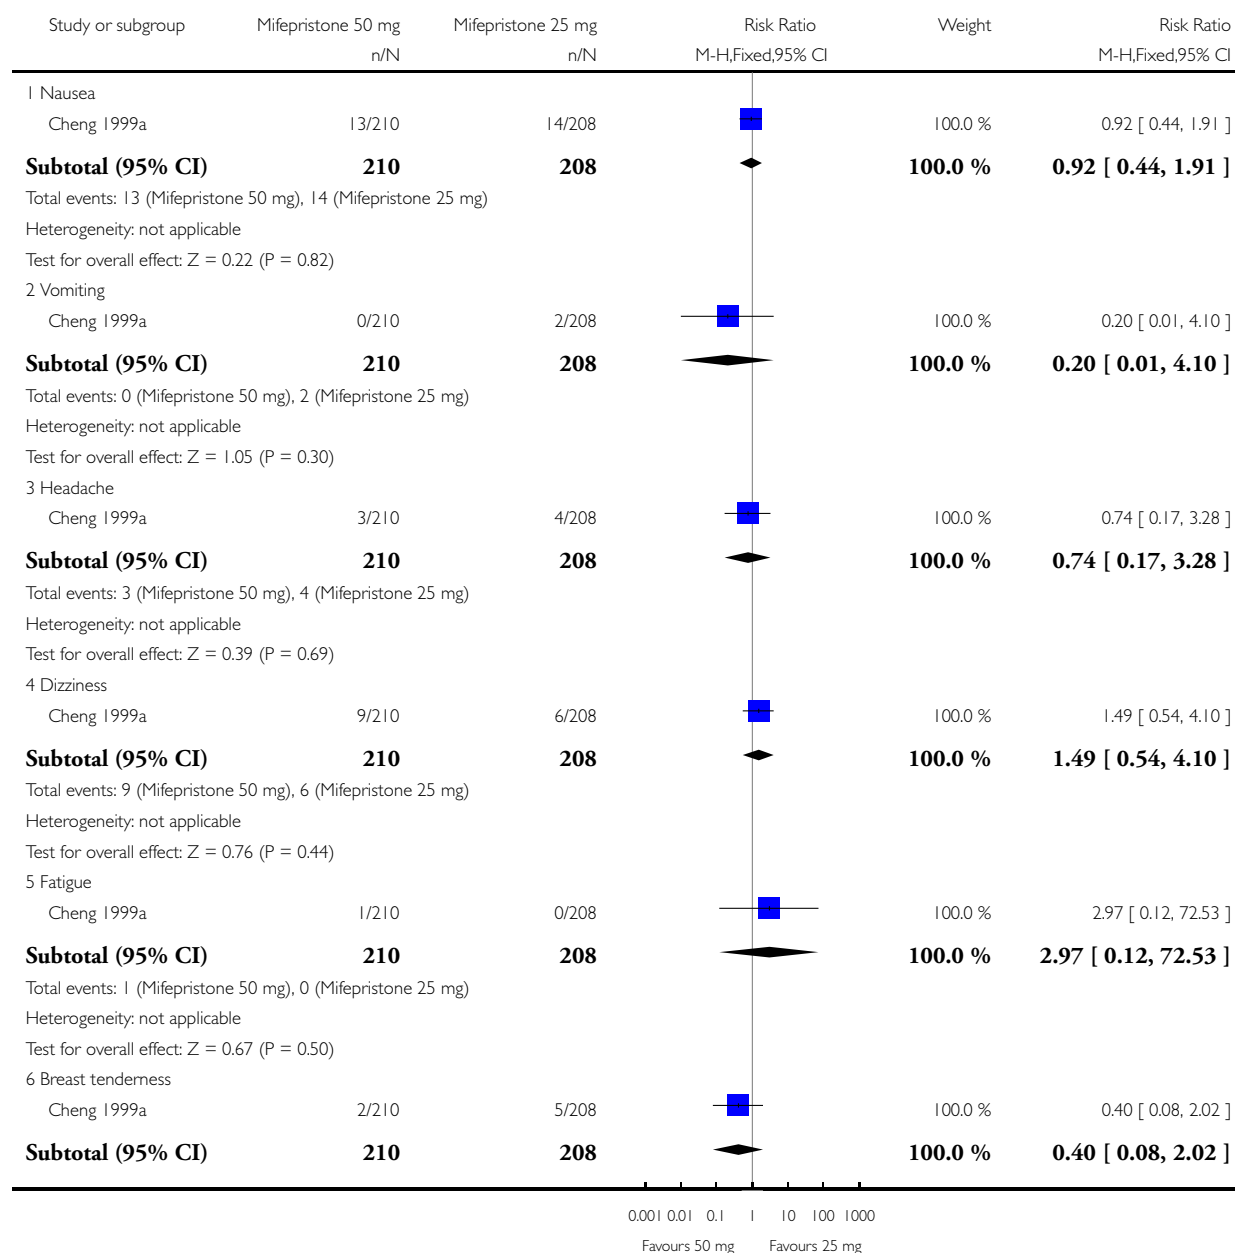 Study or subgroup Mifepristone 50 mg Mifepristone 25 mg Risk Ratio Weight Risk Ratio
n/N n/N M-H,Fixed,95% CI M-H,Fixed,95% CI
1 Nausea
Cheng 1999a 13/210 14/208 100.0 % 0.92 [ 0.44, 1.91 ]
Subtotal (95% CI) 210 208 100.0 % 0.92 [ 0.44, 1.91 ]
Total events: 13 (Mifepristone 50 mg), 14 (Mifepristone 25 mg)
Heterogeneity: not applicable
Test for overall effect: Z = 0.22 (P = 0.82)
2 Vomiting
Cheng 1999a 0/210 2/208 100.0 % 0.20 [ 0.01, 4.10 ]
Subtotal (95% CI) 210 208 100.0 % 0.20 [ 0.01, 4.10 ]
Total events: 0 (Mifepristone 50 mg), 2 (Mifepristone 25 mg)
Heterogeneity: not applicable
Test for overall effect: Z = 1.05 (P = 0.30)
3 Headache
Cheng 1999a 3/210 4/208 100.0 % 0.74 [ 0.17, 3.28 ]
Subtotal (95% CI) 210 208 100.0 % 0.74 [ 0.17, 3.28 ]
Total events: 3 (Mifepristone 50 mg), 4 (Mifepristone 25 mg)
Heterogeneity: not applicable
Test for overall effect: Z = 0.39 (P = 0.69)
4 Dizziness
Cheng 1999a 9/210 6/208 100.0 % 1.49 [ 0.54, 4.10 ]
Subtotal (95% CI) 210 208 100.0 % 1.49 [ 0.54, 4.10 ]
Total events: 9 (Mifepristone 50 mg), 6 (Mifepristone 25 mg)
Heterogeneity: not applicable
Test for overall effect: Z = 0.76 (P = 0.44)
5 Fatigue
Cheng 1999a 1/210 0/208 100.0 % 2.97 [ 0.12, 72.53 ]
Subtotal (95% CI) 210 208 100.0 % 2.97 [ 0.12, 72.53 ]
Total events: 1 (Mifepristone 50 mg), 0 (Mifepristone 25 mg)
Heterogeneity: not applicable
Test for overall effect: Z = 0.67 (P = 0.50)
6 Breast tenderness
Cheng 1999a 2/210 5/208 100.0 % 0.40 [ 0.08, 2.02 ]
Subtotal (95% CI) 210 208 100.0 % 0.40 [ 0.08, 2.02 ]
0.001 0.01 0.1 1 10 100 1000
Favours 50 mg Favours 25 mg